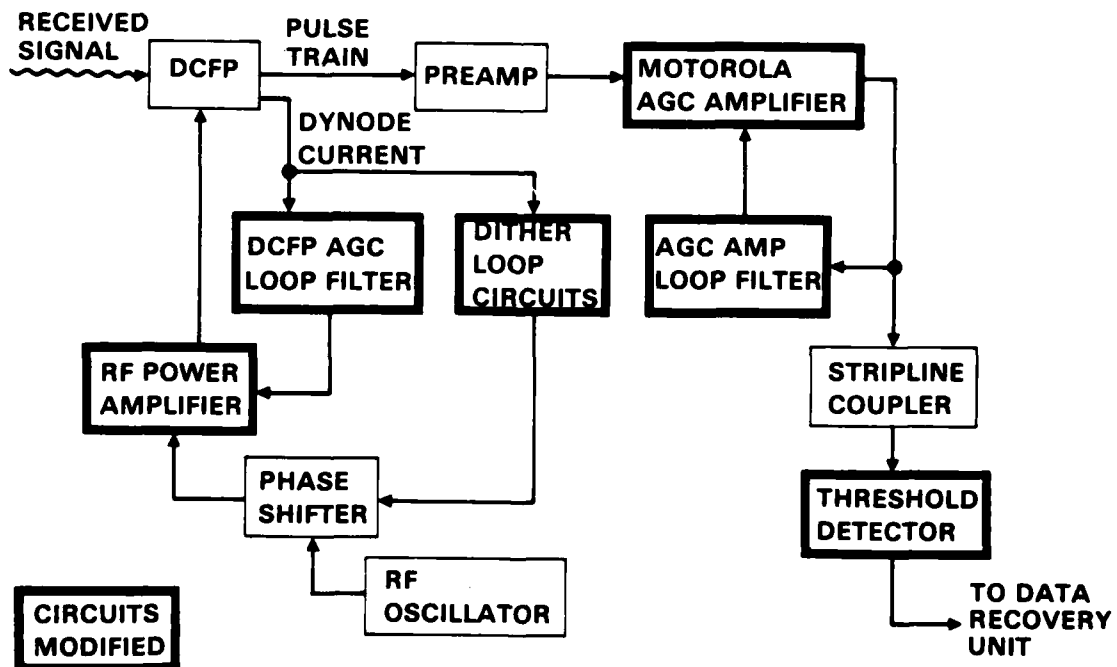 RECEIVED
SIGNAL
DCFP
PULSE
TRAIN
PREAMP
MOTOROLA
AGC AMPLIFIER
DYNODE
CURRENT
DCFP AGC
LOOP FILTER
DITHER
LOOP
CIRCUITS
AGC AMP
LOOP FILTER
RF POWER
AMPLIFIER
STRIPLINE
COUPLER
PHASE
SHIFTER
THRESHOLD
DETECTOR
RF
OSCILLATOR
TO DATA
RECOVERY
UNIT
CIRCUITS
MODIFIED